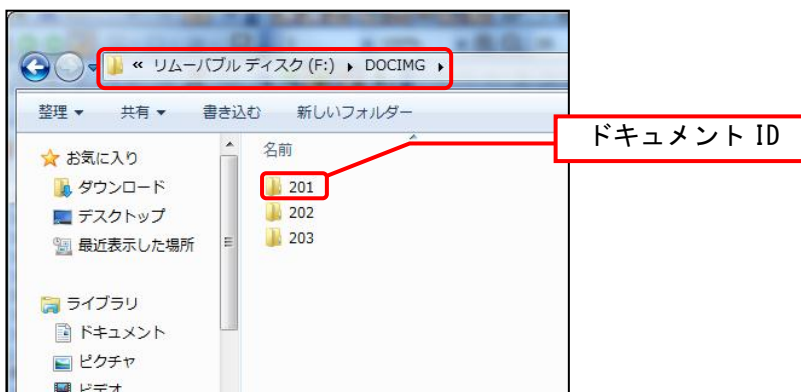 « リムーバブル ディスク (F:) ▸ DOCIMG ▸
整理 ▼ 共有 ▼ 書き込む 新しいフォルダー
お気に入り
ダウンロード
デスクトップ
最近表示した場所
ライブラリ
ドキュメント
ピクチャ
ビデオ
名前
201
202
203
ドキュメント ID